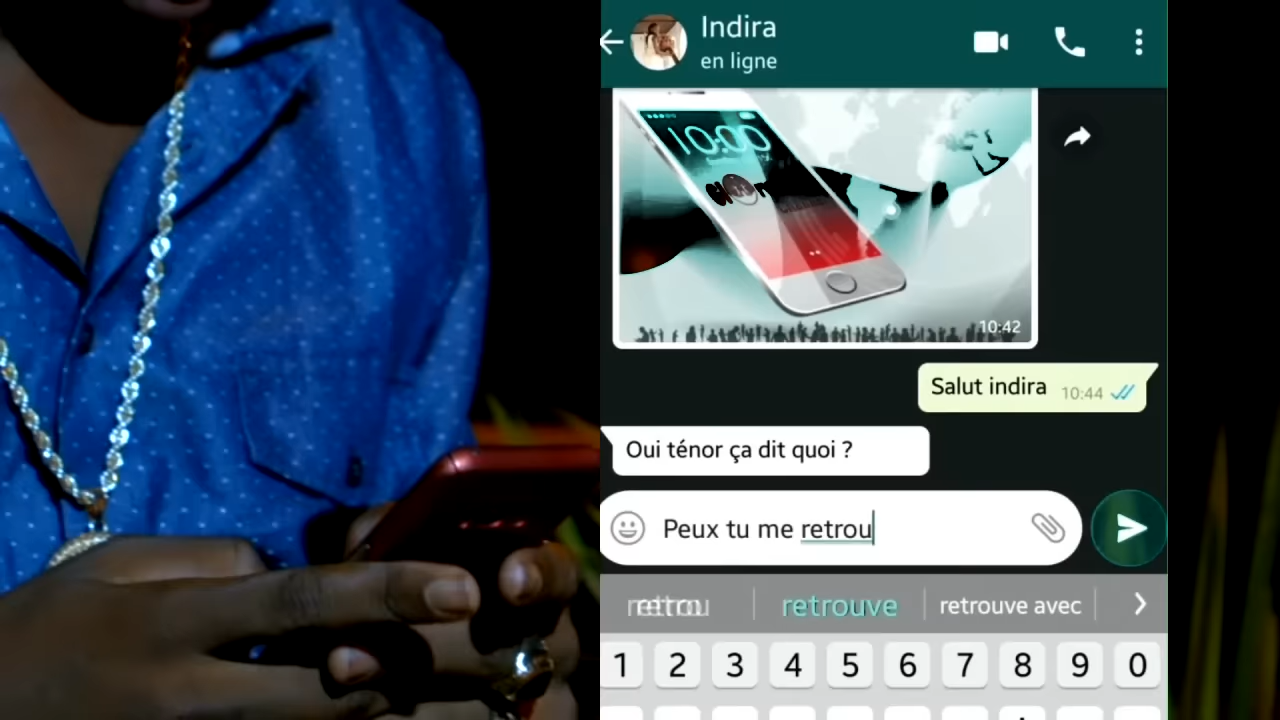 Indira
en ligne
10:00
10:42
Salut indira 10:44
Oui ténor ça dit quoi ?
Peux tu me retrou
retrou retrouve retrouve avec
1 2 3 4 5 6 7 8 9 0